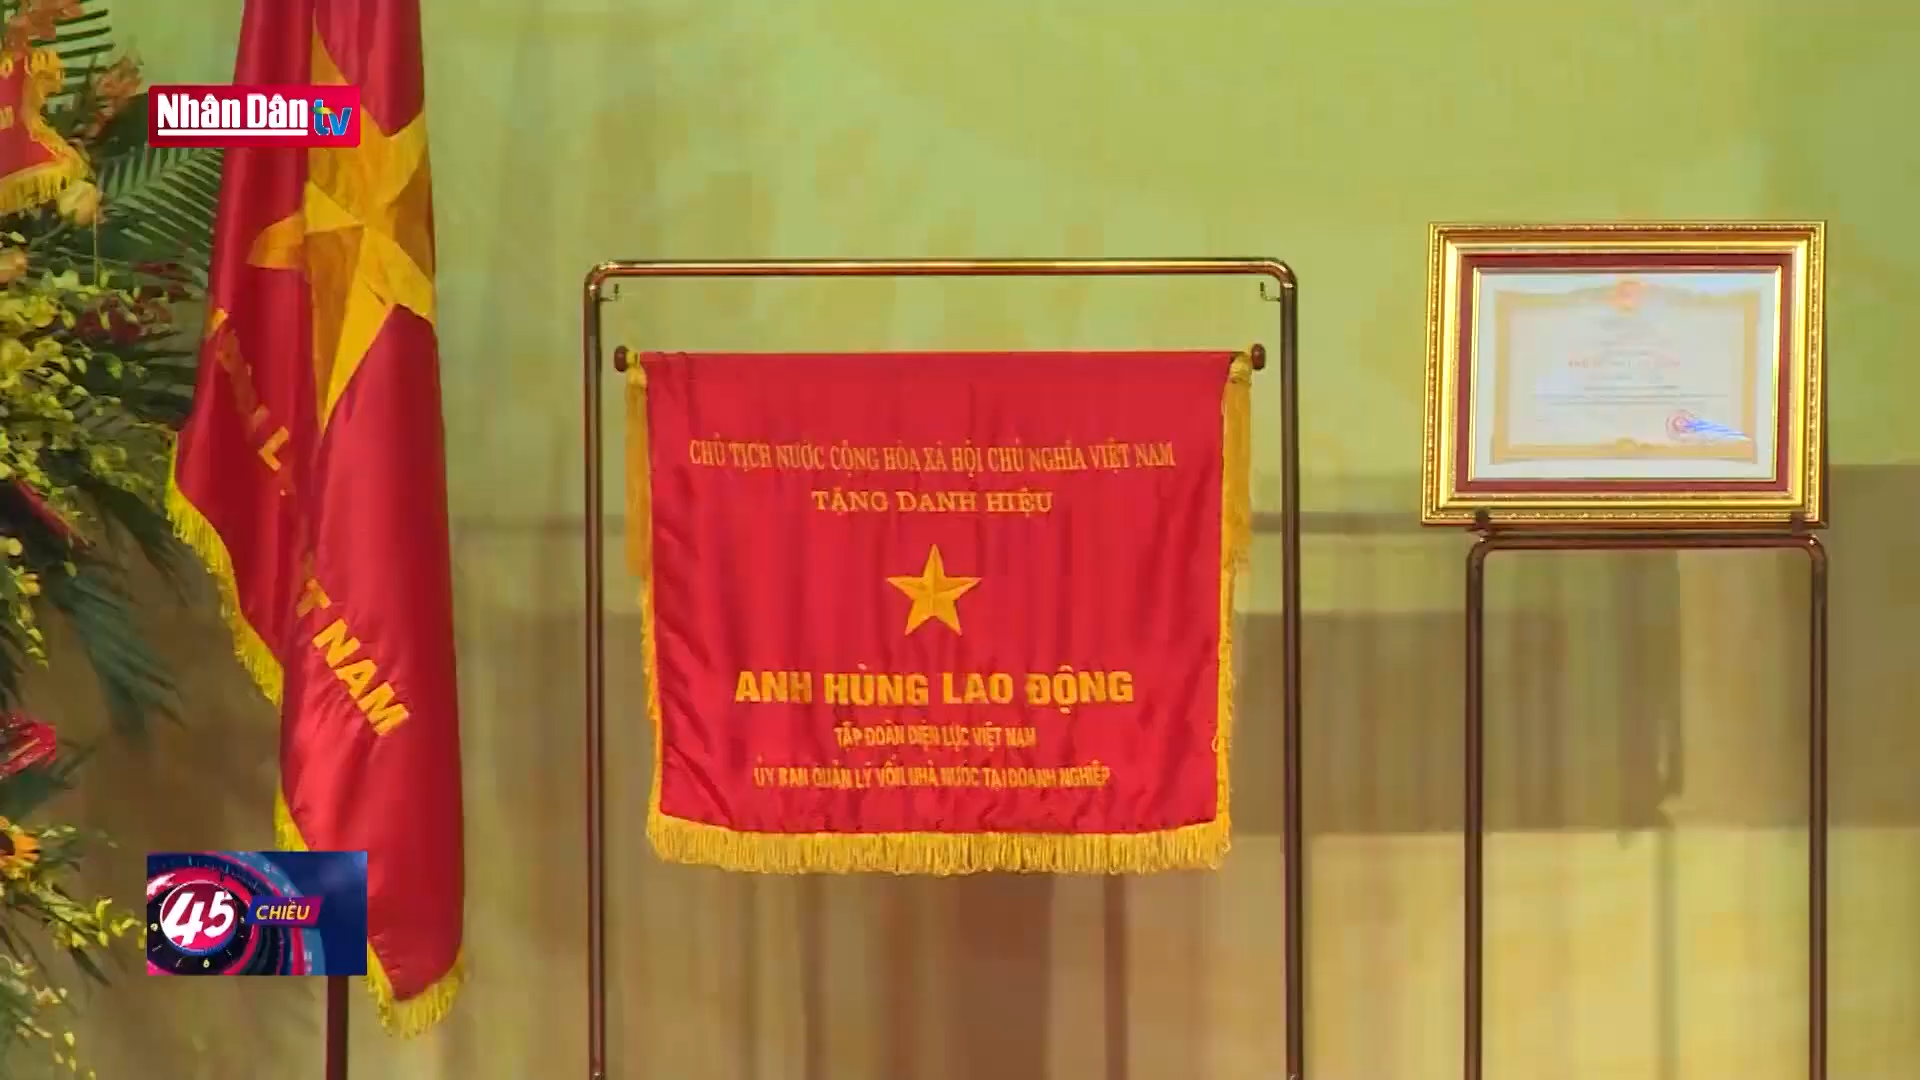 Nhân Dân tv
T NAM
CHỦ TỊCH NƯỚC CỘNG HÒA XÃ HỘI CHỦ NGHĨA VIỆT NAM
TẶNG DANH HIỆU
ANH HÙNG LAO ĐỘNG
TẬP ĐOÀN ĐIỆN LỰC VIỆT NAM
ỦY BAN QUẢN LÝ VỐN NHÀ NƯỚC TẠI DOANH NGHIỆP
45 CHIỀU